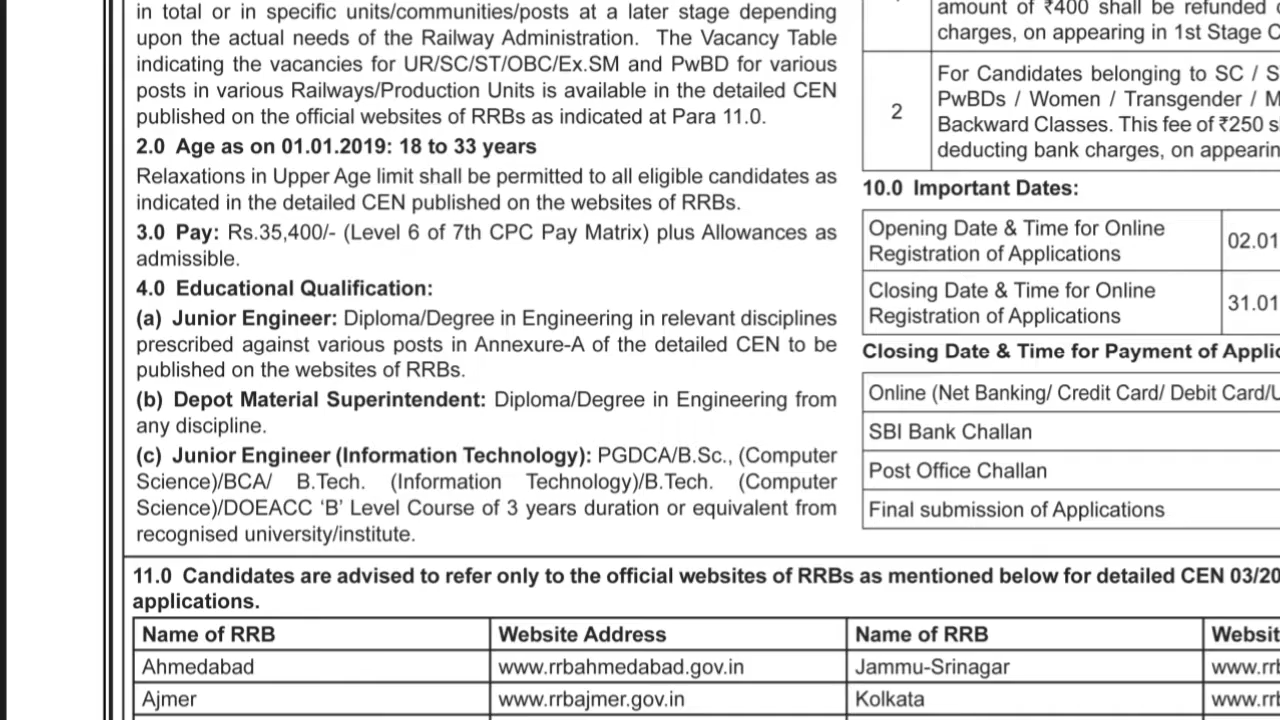 in total or in specific units/communities/posts at a later stage depending
upon the actual needs of the Railway Administration. The Vacancy Table
indicating the vacancies for UR/SC/ST/OBC/Ex.SM and PwBD for various
posts in various Railways/Production Units is available in the detailed CEN
published on the official websites of RRBs as indicated at Para 11.0.
2.0 Age as on 01.01.2019: 18 to 33 years
Relaxations in Upper Age limit shall be permitted to all eligible candidates as
indicated in the detailed CEN published on the websites of RRBs.
3.0 Pay: Rs.35,400/- (Level 6 of 7th CPC Pay Matrix) plus Allowances as
admissible.
4.0 Educational Qualification:
(a) Junior Engineer: Diploma/Degree in Engineering in relevant disciplines
prescribed against various posts in Annexure-A of the detailed CEN to be
published on the websites of RRBs.
(b) Depot Material Superintendent: Diploma/Degree in Engineering from
any discipline.
(c) Junior Engineer (Information Technology): PGDCA/B.Sc., (Computer
Science)/BCA/ B.Tech. (Information Technology)/B.Tech. (Computer
Science)/DOEACC ‘B’ Level Course of 3 years duration or equivalent from
recognised university/institute.
amount of ₹400 shall be refunded
charges, on appearing in 1st Stage C
2
For Candidates belonging to SC / S
PwBDs / Women / Transgender / M
Backward Classes. This fee of ₹250 s
deducting bank charges, on appearin
10.0 Important Dates:
Opening Date & Time for Online
Registration of Applications
02.01
Closing Date & Time for Online
Registration of Applications
31.01
Closing Date & Time for Payment of Applic
Online (Net Banking/ Credit Card/ Debit Card/U
SBI Bank Challan
Post Office Challan
Final submission of Applications
11.0 Candidates are advised to refer only to the official websites of RRBs as mentioned below for detailed CEN 03/20
applications.
Name of RRB Website Address Name of RRB Websit
Ahmedabad www.rrbahmedabad.gov.in Jammu-Srinagar www.rr
Ajmer www.rrbajmer.gov.in Kolkata www.rr